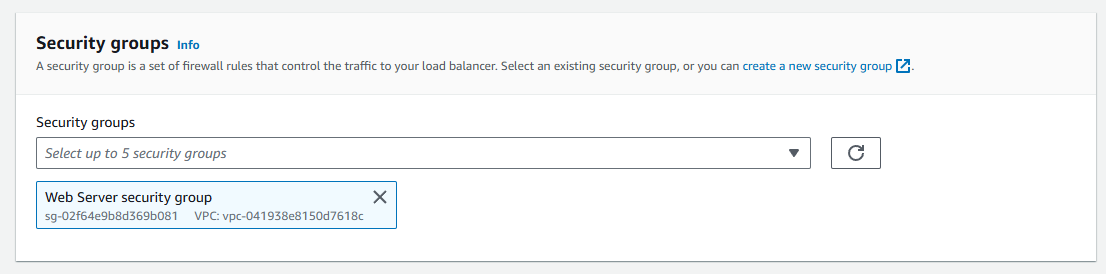 Security groups Info
A security group is a set of firewall rules that control the traffic to your load balancer. Select an existing security group, or you can create a new security group.
Security groups
Select up to 5 security groups
Web Server security group
sg-02f64e9b8d369b081 VPC: vpc-041938e8150d7618c